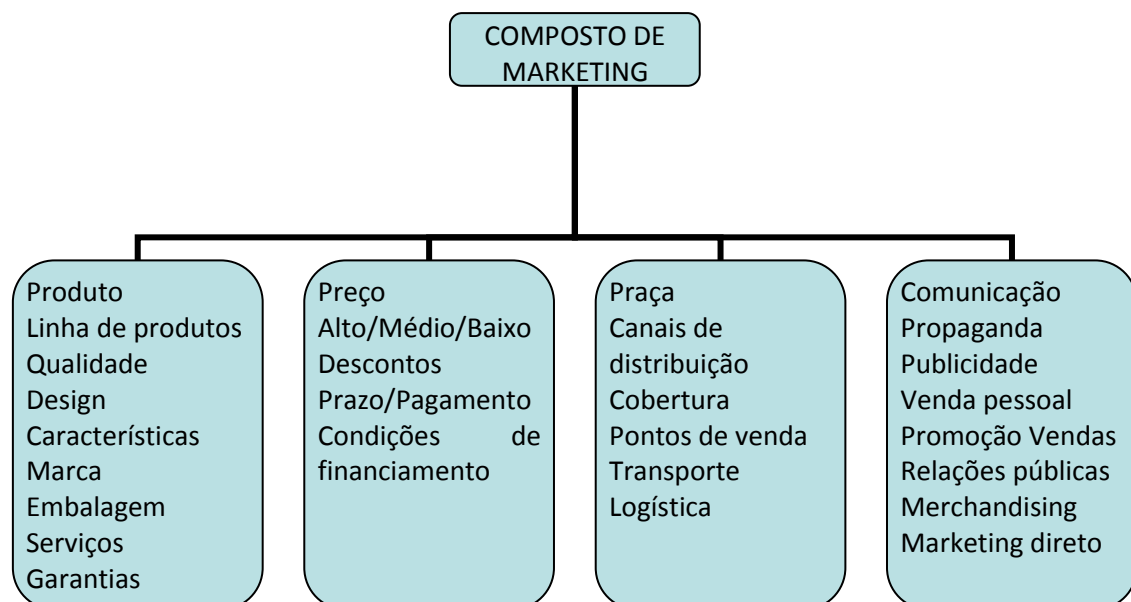 COMPOSTO DE
MARKETING
Produto
Linha de produtos
Qualidade
Design
Características
Marca
Embalagem
Serviços
Garantias
Preço
Alto/Médio/Baixo
Descontos
Prazo/Pagamento
Condições de
financiamento
Praça
Canais de
distribuição
Cobertura
Pontos de venda
Transporte
Logística
Comunicação
Propaganda
Publicidade
Venda pessoal
Promoção Vendas
Relações públicas
Merchandising
Marketing direto